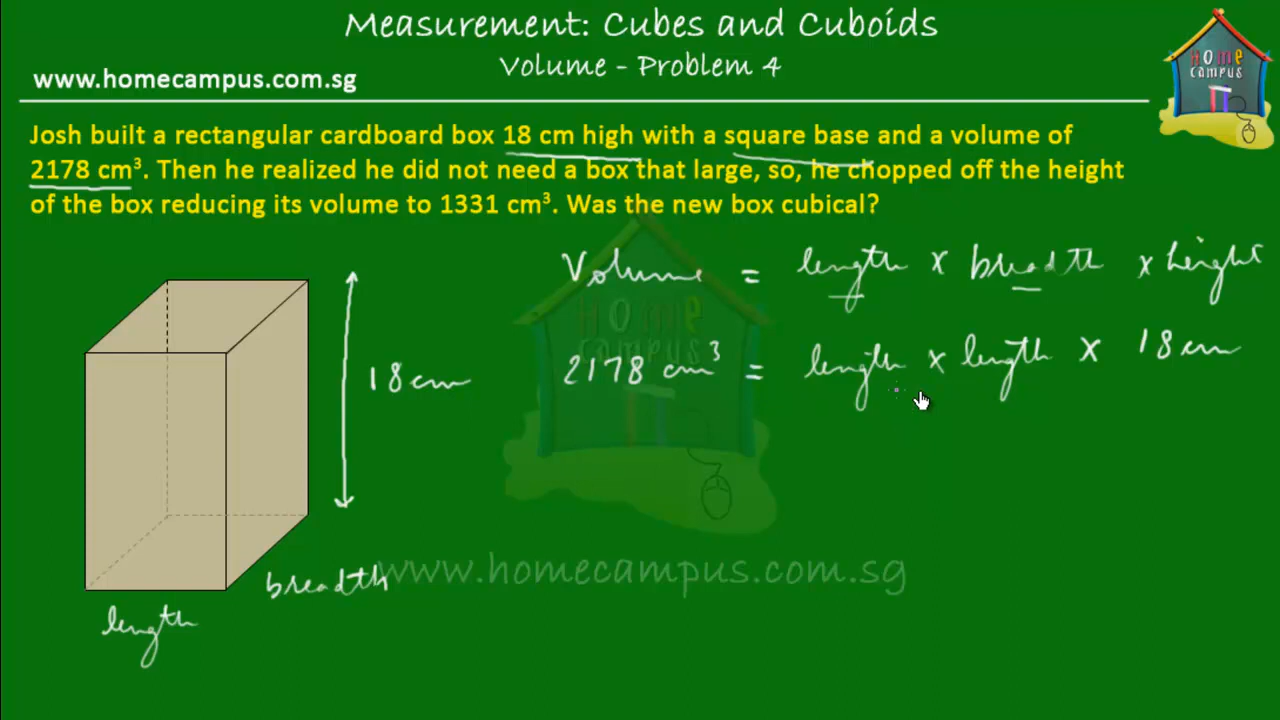 Measurement: Cubes and Cuboids
Volume - Problem 4
www.homecampus.com.sg
HOME
campus
Josh built a rectangular cardboard box 18 cm high with a square base and a volume of
2178 cm³. Then he realized he did not need a box that large, so, he chopped off the height
of the box reducing its volume to 1331 cm³. Was the new box cubical?
Volume = length x breadth x height
2178 cm³ = length x length x 18 cm
18 cm
breadth
length
HOME
campus
www.homecampus.com.sg